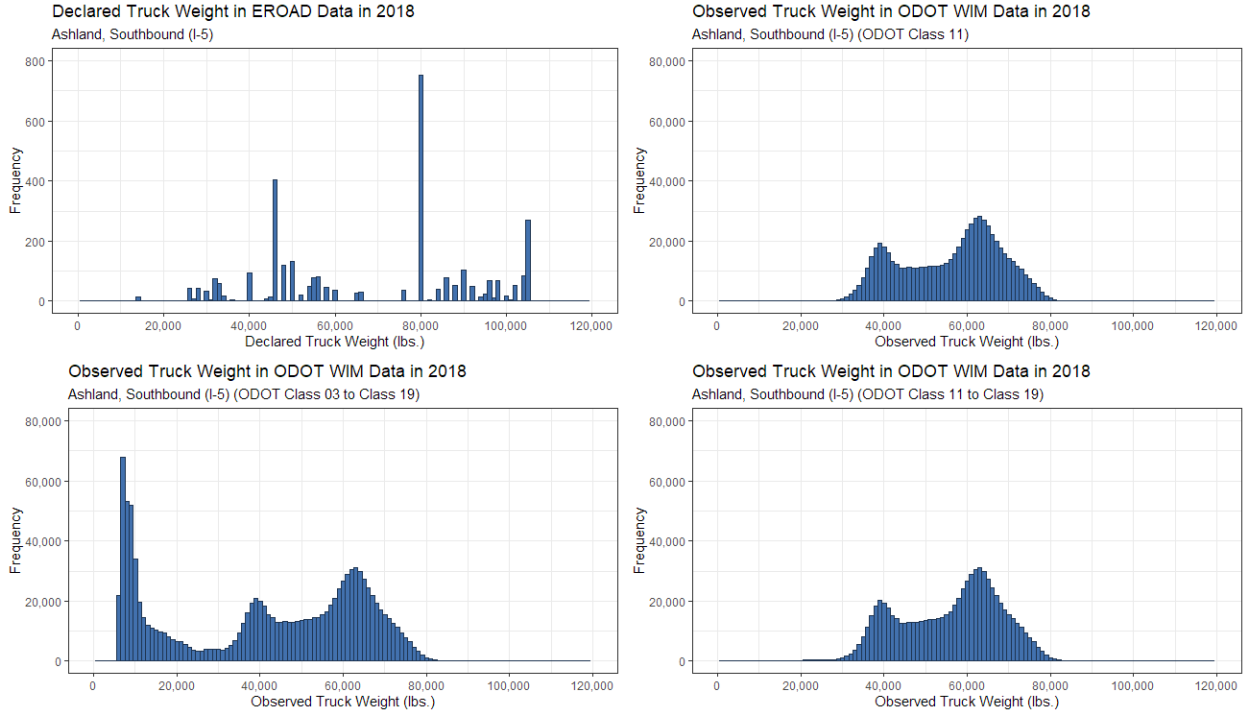 Declared Truck Weight in EROAD Data in 2018
Ashland, Southbound (I-5)
800
600
400
200
0
Frequency
0 20,000 40,000 60,000 80,000 100,000 120,000
Declared Truck Weight (lbs.)
Observed Truck Weight in ODOT WIM Data in 2018
Ashland, Southbound (I-5) (ODOT Class 11)
80,000
60,000
40,000
20,000
0
Frequency
0 20,000 40,000 60,000 80,000 100,000 120,000
Observed Truck Weight (lbs.)
Observed Truck Weight in ODOT WIM Data in 2018
Ashland, Southbound (I-5) (ODOT Class 03 to Class 19)
80,000
60,000
40,000
20,000
0
Frequency
0 20,000 40,000 60,000 80,000 100,000 120,000
Observed Truck Weight (lbs.)
Observed Truck Weight in ODOT WIM Data in 2018
Ashland, Southbound (I-5) (ODOT Class 11 to Class 19)
80,000
60,000
40,000
20,000
0
Frequency
0 20,000 40,000 60,000 80,000 100,000 120,000
Observed Truck Weight (lbs.)